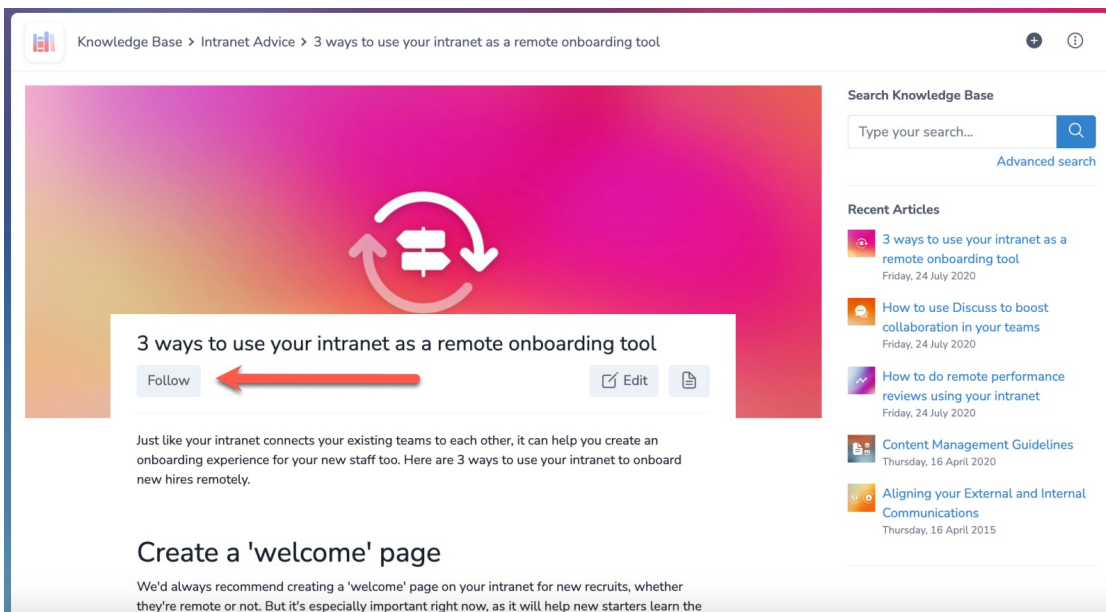 Knowledge Base > Intranet Advice > 3 ways to use your intranet as a remote onboarding tool
3 ways to use your intranet as a remote onboarding tool
Follow
Edit
Just like your intranet connects your existing teams to each other, it can help you create an
onboarding experience for your new staff too. Here are 3 ways to use your intranet to onboard
new hires remotely.
Create a 'welcome' page
We'd always recommend creating a 'welcome' page on your intranet for new recruits, whether
they're remote or not. But it's especially important right now, as it will help new starters learn the
Search Knowledge Base
Type your search...
Advanced search
Recent Articles
3 ways to use your intranet as a
remote onboarding tool
Friday, 24 July 2020
How to use Discuss to boost
collaboration in your teams
Friday, 24 July 2020
How to do remote performance
reviews using your intranet
Friday, 24 July 2020
Content Management Guidelines
Thursday, 16 April 2020
Aligning your External and Internal
Communications
Thursday, 16 April 2015